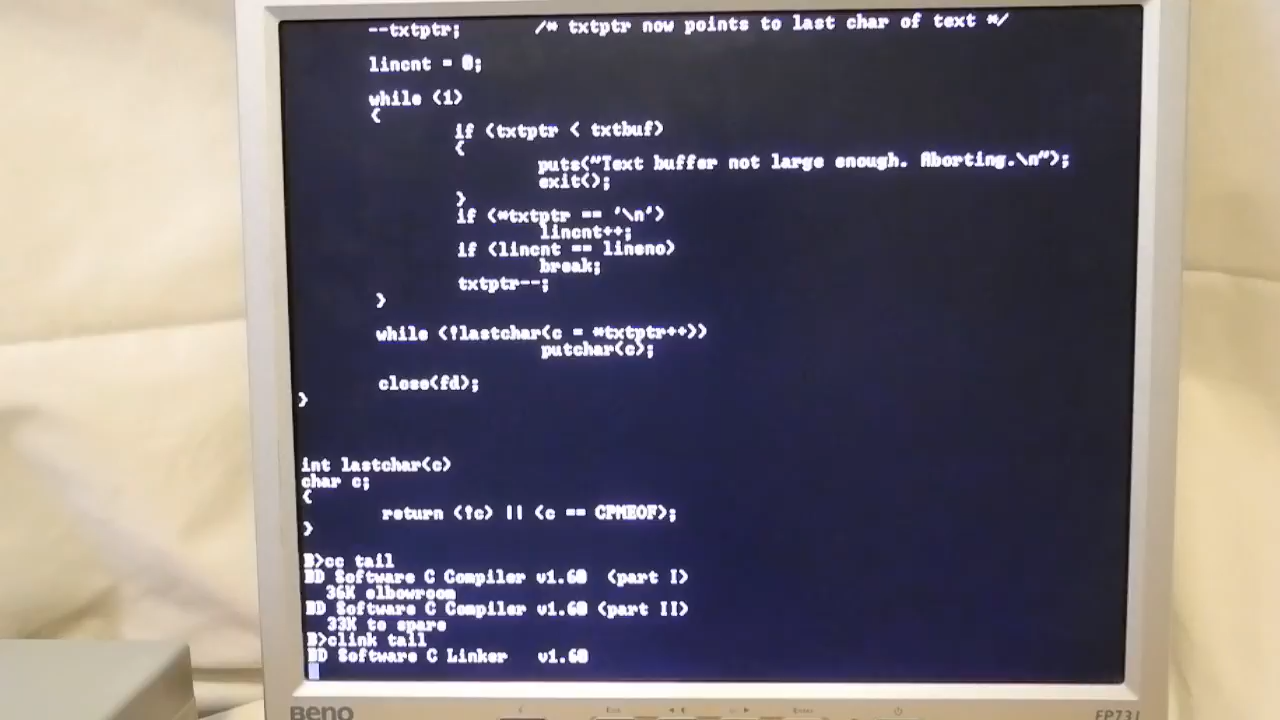 --txtptr; /* txtptr now points to last char of text */
lincnt = 0;
while (1)
{
if (txtptr < txtbuf)
{
puts("Text buffer not large enough. Aborting.\n");
exit();
}
if (*txtptr == '\n')
lincnt++;
if (lincnt == lineno)
break;
txtptr--;
}
while (!lastchar(c = *txtptr++))
putchar(c);
close(fd);
}
int lastchar(c)
char c;
{
return (!c) || (c == CPMEOF);
}
B>cc tail
BD Software C Compiler v1.60 (part I)
36K elbowroom
BD Software C Compiler v1.60 (part II)
33K to spare
B>clink tail
BD Software C Linker v1.60
BenQ FP731